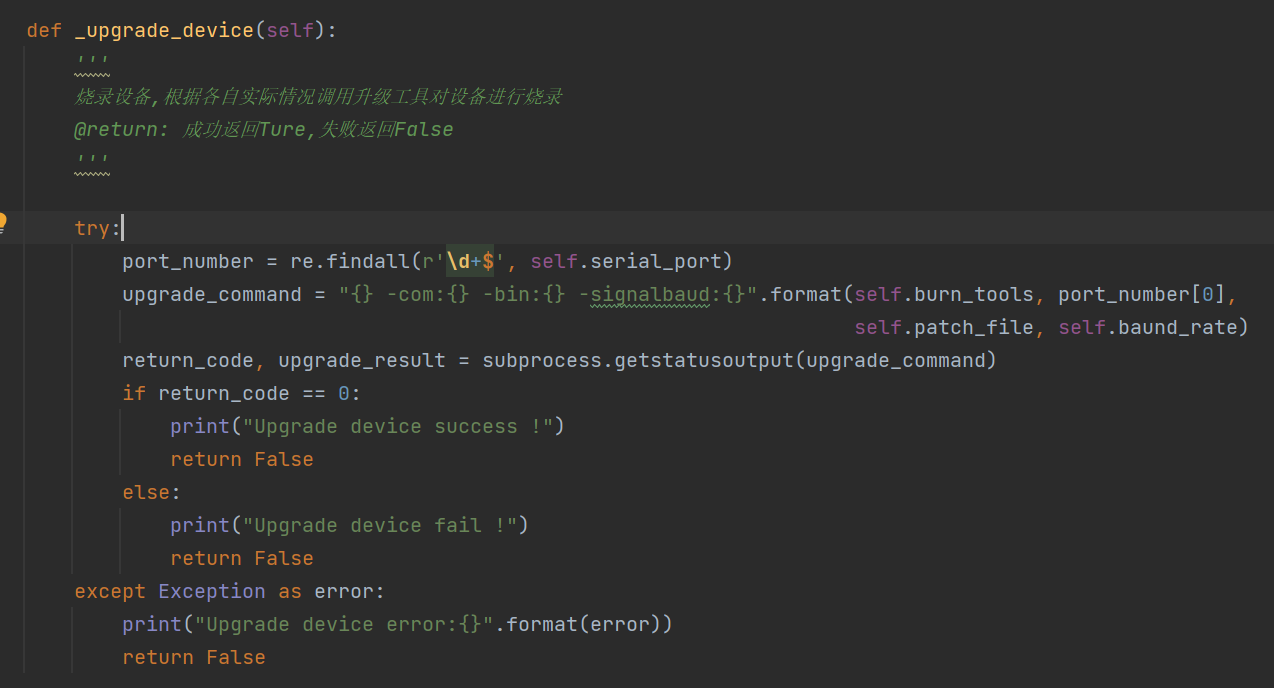 def _upgrade_device(self):
'''
烧录设备,根据各自实际情况调用升级工具对设备进行烧录
@return: 成功返回Ture,失败返回False
'''
try:
port_number = re.findall(r'\d+$', self.serial_port)
upgrade_command = "{} -com:{} -bin:{} -signalbaud:{}".format(self.burn_tools, port_number[0],
self.patch_file, self.baund_rate)
return_code, upgrade_result = subprocess.getstatusoutput(upgrade_command)
if return_code == 0:
print("Upgrade device success !")
return False
else:
print("Upgrade device fail !")
return False
except Exception as error:
print("Upgrade device error:{}".format(error))
return False